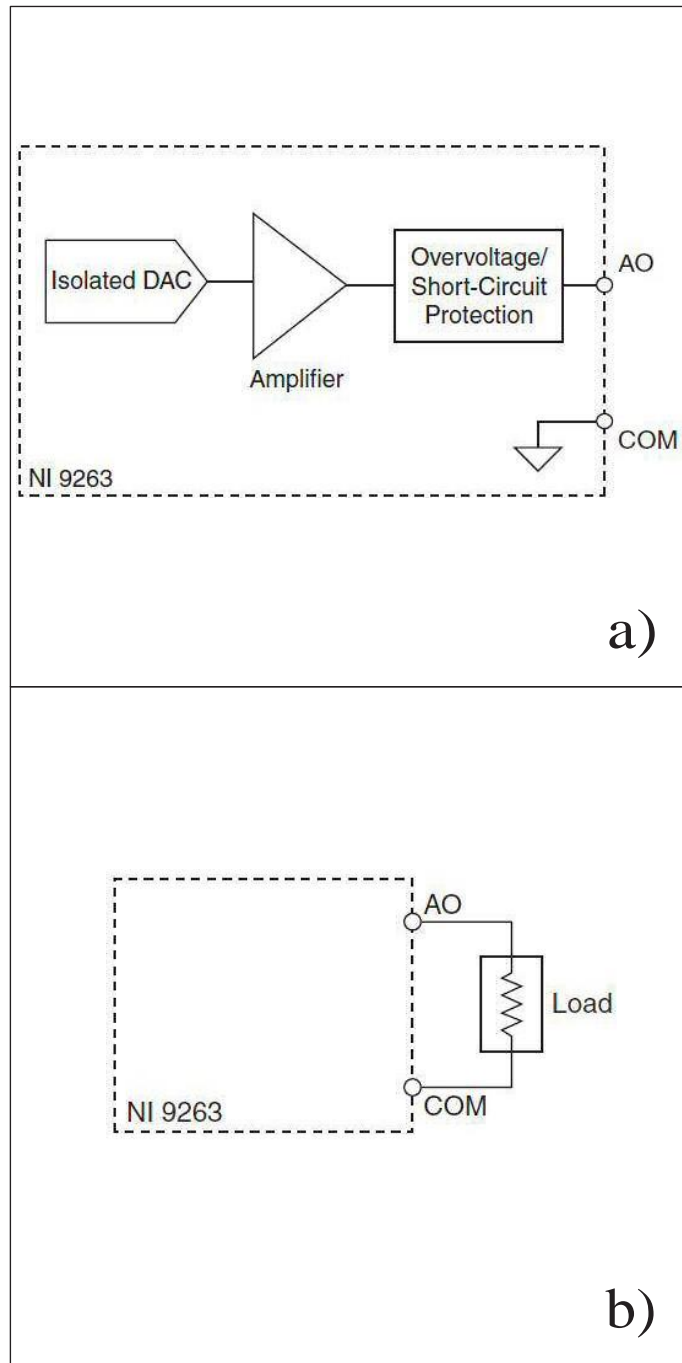 Isolated DAC
Amplifier
Overvoltage/
Short-Circuit
Protection
AO
COM
NI 9263
a)
AO
Load
COM
NI 9263
b)